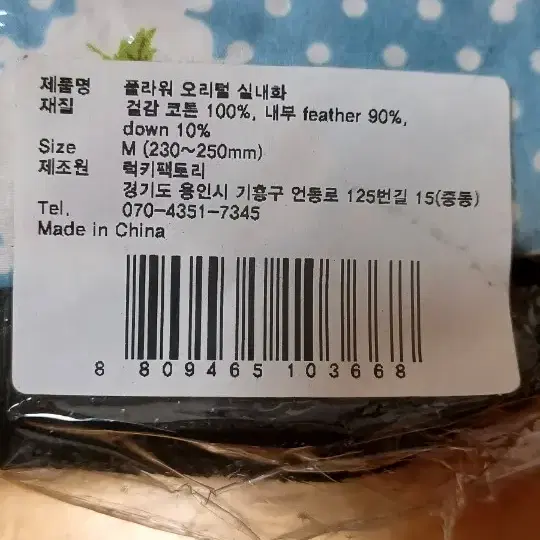 제품명 플라워 오리털 실내화
재질 겉감 코튼 100%, 내부 feather 90%,
down 10%
Size M (230~250mm)
제조원 럭키팩토리
경기도 용인시 기흥구 언동로 125번길 15(중동)
Tel. 070-4351-7345
Made in China
8 809465 103668